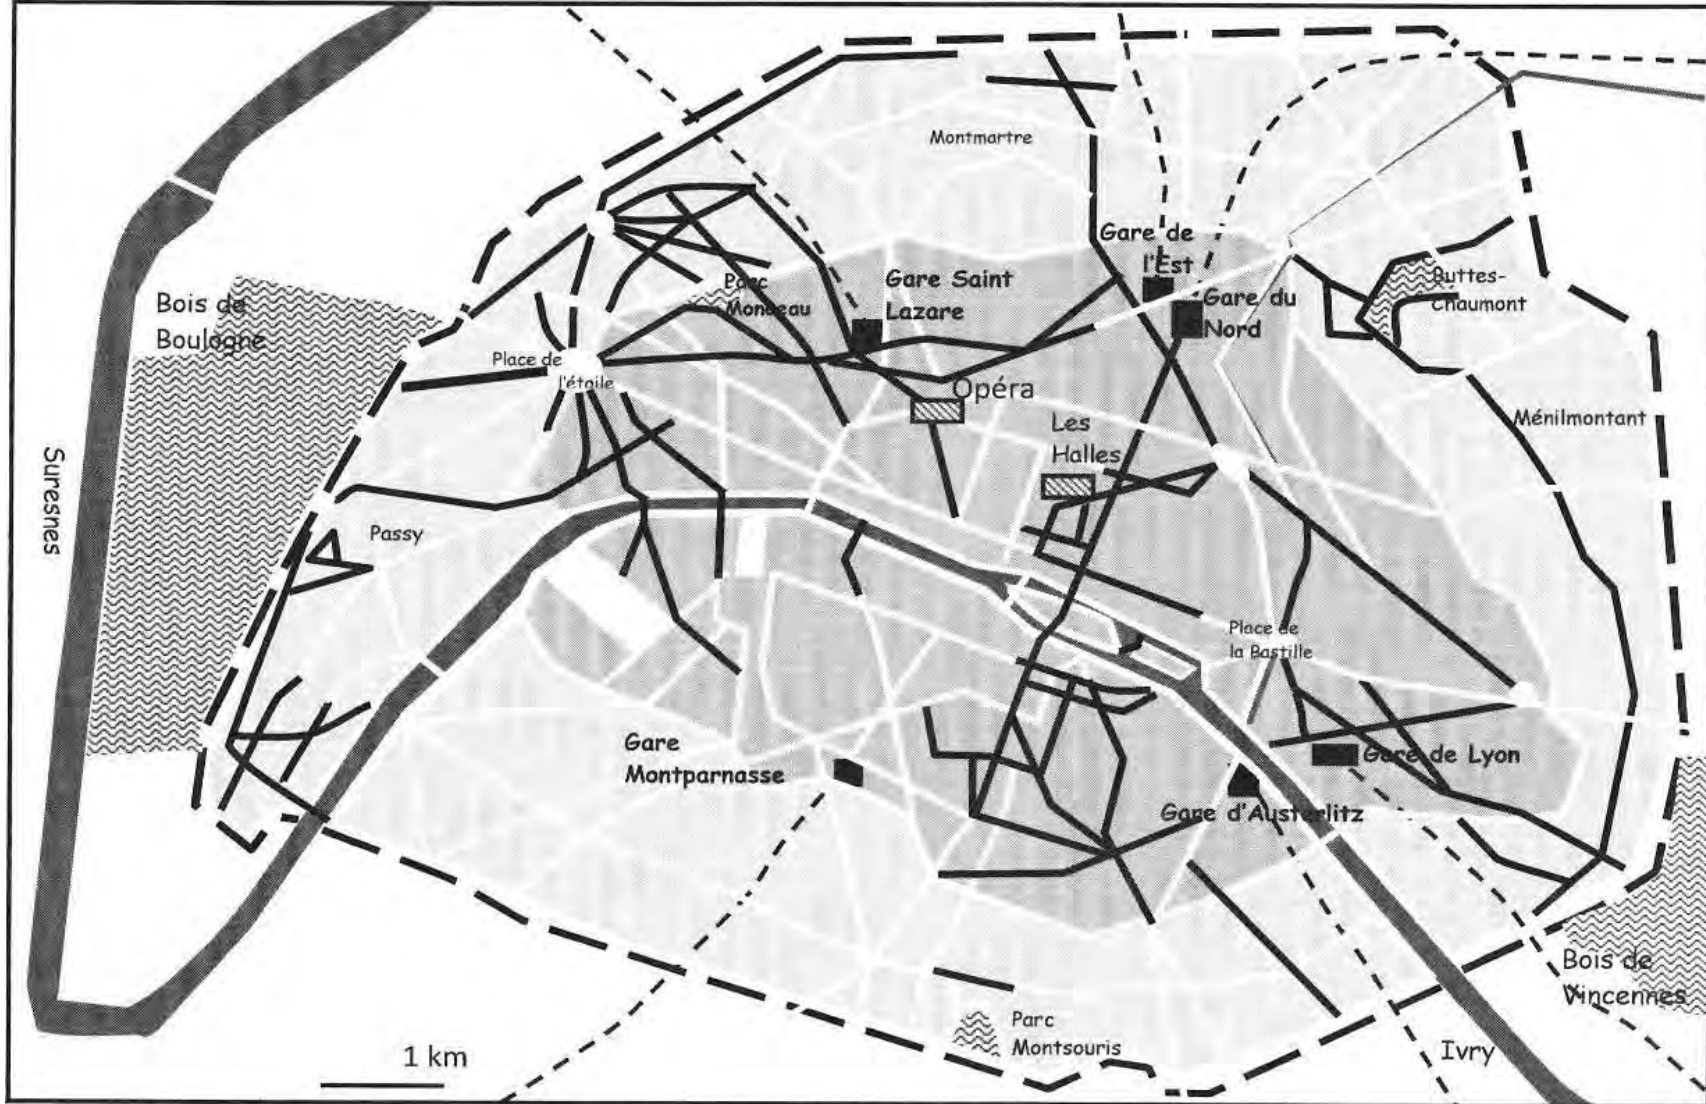 Montmartre
Gare de
l'Est
Gare Saint
Lazare
Parc
Monceau
Gare du
Nord
Buttes-
Chaumont
Bois de
Boulogne
Place de
l'étoile
Opéra
Les
Halles
Ménilmontant
Suresnes
Passy
Place de
la Bastille
Gare
Montparnasse
Gare de Lyon
Gare d'Austerlitz
Bois de
Vincennes
Parc
Montsouris
Ivry
1 km